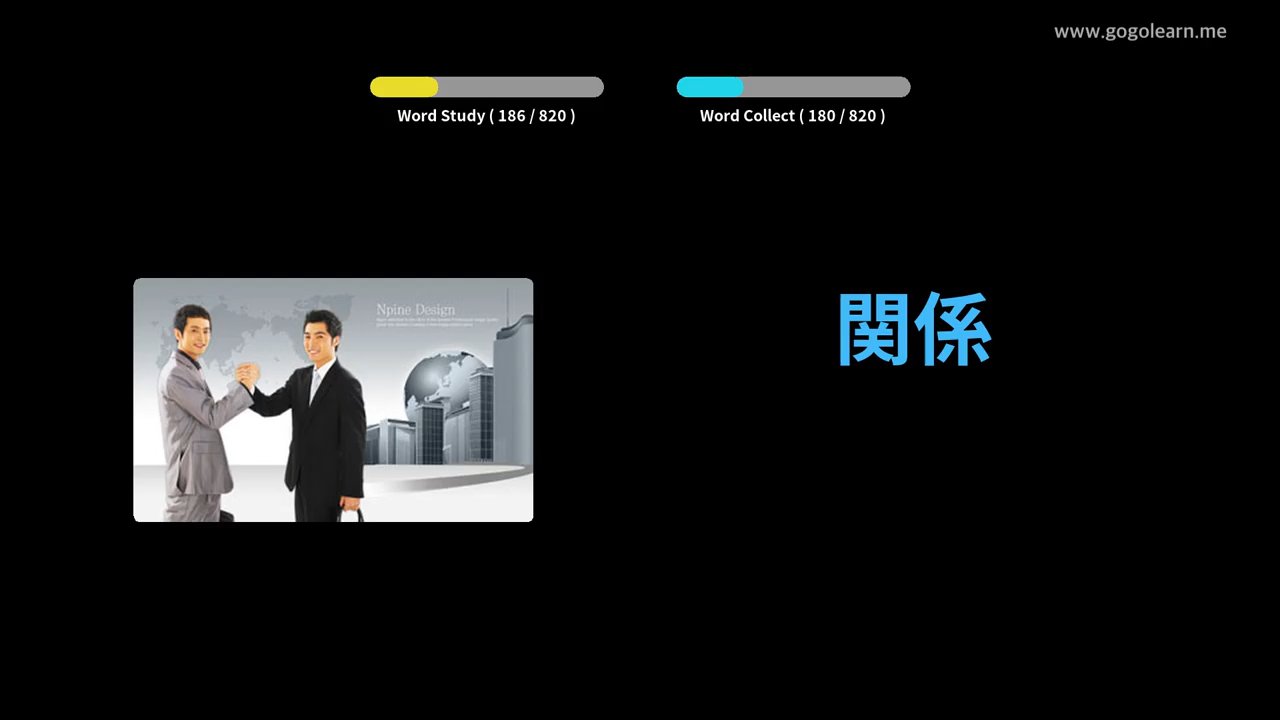 www.gogolearn.me
Word Study ( 186 / 820 )
Word Collect ( 180 / 820 )
Npine Design
関係